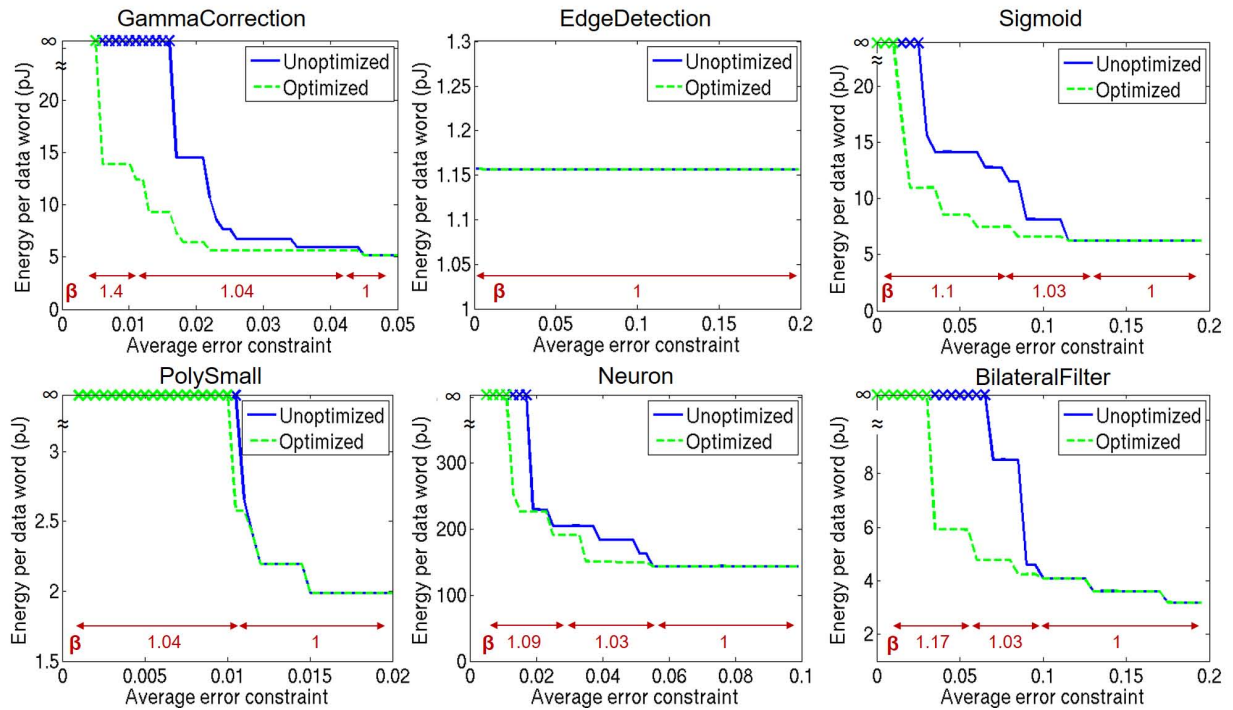 GammaCorrection
∞
≈
20
15
10
5
0
Energy per data word (pJ)
Unoptimized
Optimized
β 1.4 1.04 1
0 0.01 0.02 0.03 0.04 0.05
Average error constraint
EdgeDetection
1.3
1.25
1.2
1.15
1.1
1.05
1
Energy per data word (pJ)
Unoptimized
Optimized
β 1
0 0.05 0.1 0.15 0.2
Average error constraint
Sigmoid
∞
≈
20
15
10
5
0
Energy per data word (pJ)
Unoptimized
Optimized
β 1.1 1.03 1
0 0.05 0.1 0.15 0.2
Average error constraint
PolySmall
∞
≈
3
2.5
2
1.5
Energy per data word (pJ)
Unoptimized
Optimized
β 1.04 1
0 0.005 0.01 0.015 0.02
Average error constraint
Neuron
∞
≈
300
200
100
0
Energy per data word (pJ)
Unoptimized
Optimized
β 1.09 1.03 1
0 0.02 0.04 0.06 0.08 0.1
Average error constraint
BilateralFilter
∞
≈
8
6
4
2
Energy per data word (pJ)
Unoptimized
Optimized
β 1.17 1.03 1
0 0.05 0.1 0.15 0.2
Average error constraint